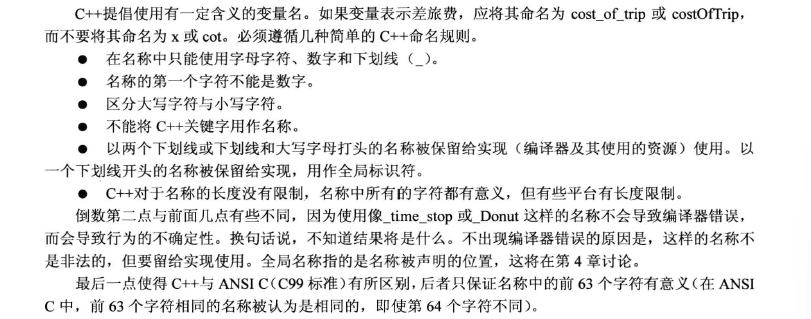 C++提倡使用有一定含义的变量名。如果变量表示差旅费，应将其命名为 cost_of_trip 或 costOfTrip，
而不要将其命名为 x 或 cot。必须遵循几种简单的 C++命名规则。
● 在名称中只能使用字母字符、数字和下划线（_）。
● 名称的第一个字符不能是数字。
● 区分大写字符与小写字符。
● 不能将 C++关键字用作名称。
● 以两个下划线或下划线和大写字母打头的名称被保留给实现（编译器及其使用的资源）使用。以
一个下划线开头的名称被保留给实现，用作全局标识符。
● C++对于名称的长度没有限制，名称中所有的字符都有意义，但有些平台有长度限制。
倒数第二点与前面几点有些不同，因为使用像_time_stop 或_Donut 这样的名称不会导致编译器错误，
而会导致行为的不确定性。换句话说，不知道结果将是什么。不出现编译器错误的原因是，这样的名称不
是非法的，但要留给实现使用。全局名称指的是名称被声明的位置，这将在第 4 章讨论。
最后一点使得 C++与 ANSI C（C99 标准）有所区别，后者只保证名称中的前 63 个字符有意义（在 ANSI
C 中，前 63 个字符相同的名称被认为是相同的，即使第 64 个字符不同）。